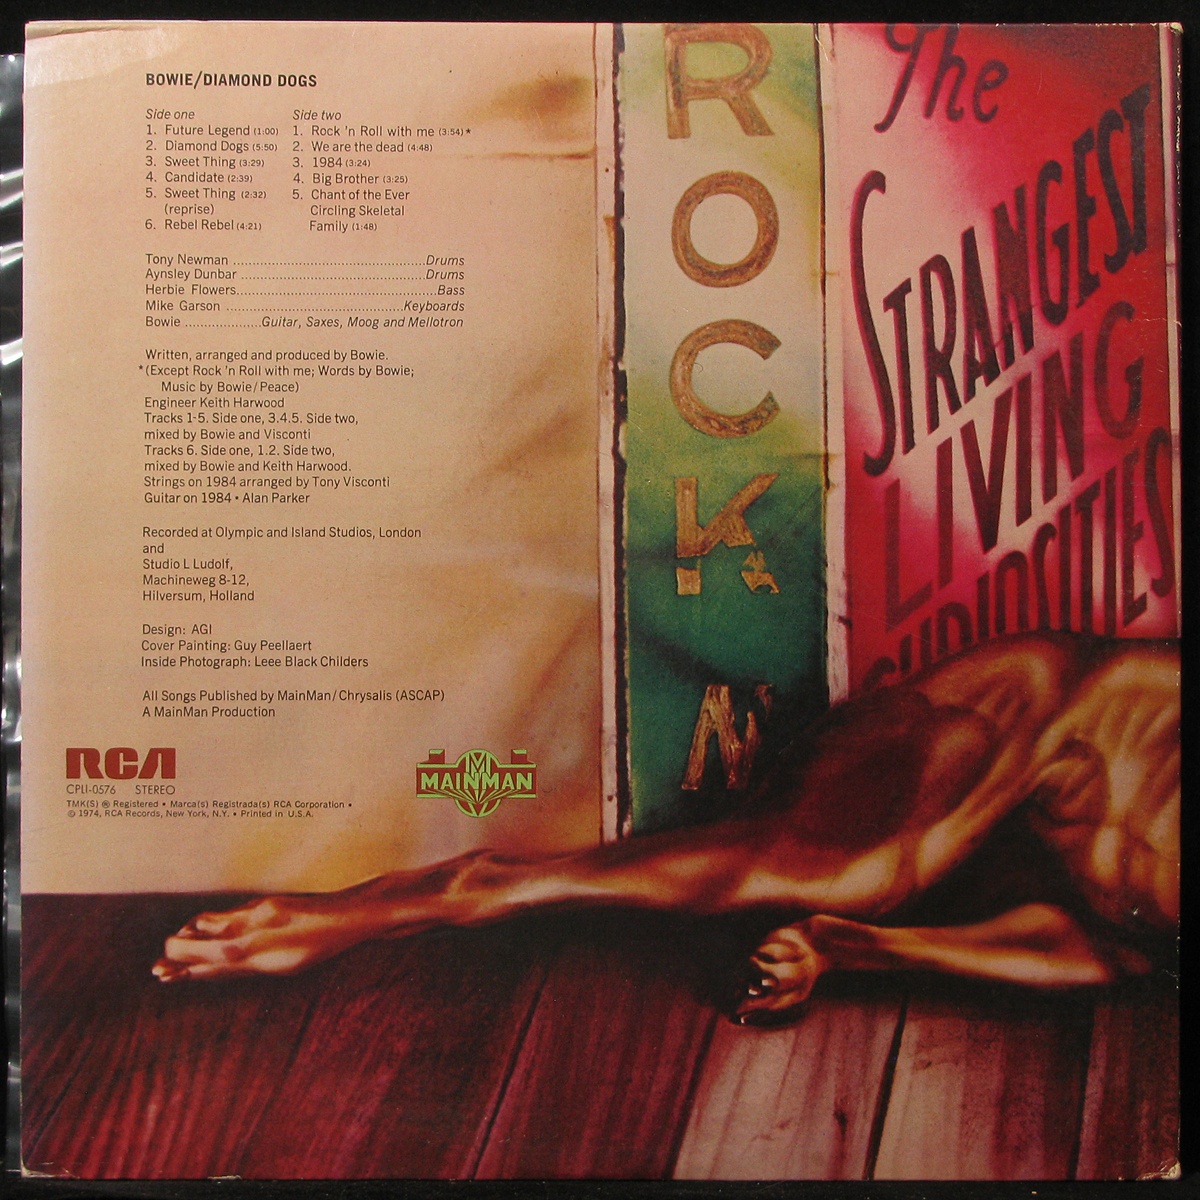 BOWIE/DIAMOND DOGS
Side one
1. Future Legend (1:00)
2. Diamond Dogs (5:50)
3. Sweet Thing (3:29)
4. Candidate (2:39)
5. Sweet Thing (2:32)
(reprise)
6. Rebel Rebel (4:21)
Side two
1. Rock 'n Roll with me (3:54)*
2. We are the dead (4:48)
3. 1984 (3:24)
4. Big Brother (3:25)
5. Chant of the Ever
Circling Skeletal
Family (1:48)
Tony Newman ..........Drums
Aynsley Dunbar ..........Drums
Herbie Flowers..........Bass
Mike Garson ..........Keyboards
Bowie ..........Guitar, Saxes, Moog and Mellotron
Written, arranged and produced by Bowie.
*(Except Rock 'n Roll with me; Words by Bowie;
Music by Bowie/Peace)
Engineer Keith Harwood
Tracks 1-5. Side one, 3.4.5. Side two,
mixed by Bowie and Visconti
Tracks 6. Side one, 1.2. Side two,
mixed by Bowie and Keith Harwood.
Strings on 1984 arranged by Tony Visconti
Guitar on 1984 • Alan Parker
Recorded at Olympic and Island Studios, London
and
Studio L Ludolf,
Machineweg 8-12,
Hilversum, Holland
Design: AGI
Cover Painting: Guy Peellaert
Inside Photograph: Leee Black Childers
All Songs Published by MainMan/Chrysalis (ASCAP)
A MainMan Production
RCA
CPL1-0576 STEREO
TMK(S) ® Registered • Marca(s) Registrada(s) RCA Corporation •
© 1974, RCA Records, New York, N.Y. • Printed in U.S.A.
M
MAINMAN
ROCK N
The
STRANGEST
LIVING
CURIOSITIES